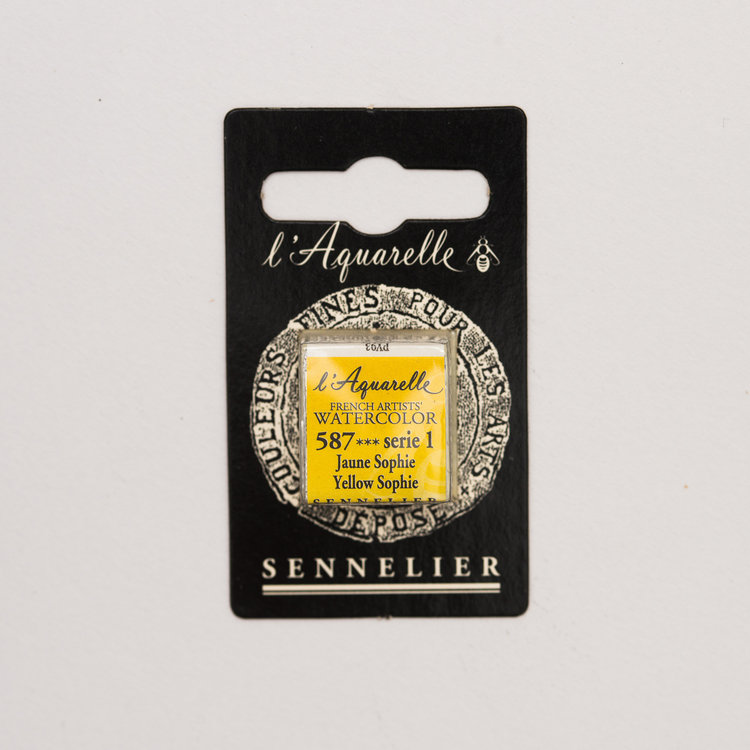 l'Aquarelle
COULEURS FINES POUR LES ARTS
DÉPOSÉ
PY93
l'Aquarelle
FRENCH ARTISTS'
WATERCOLOR
587*** serie 1
Jaune Sophie
Yellow Sophie
SENNELIER
SENNELIER